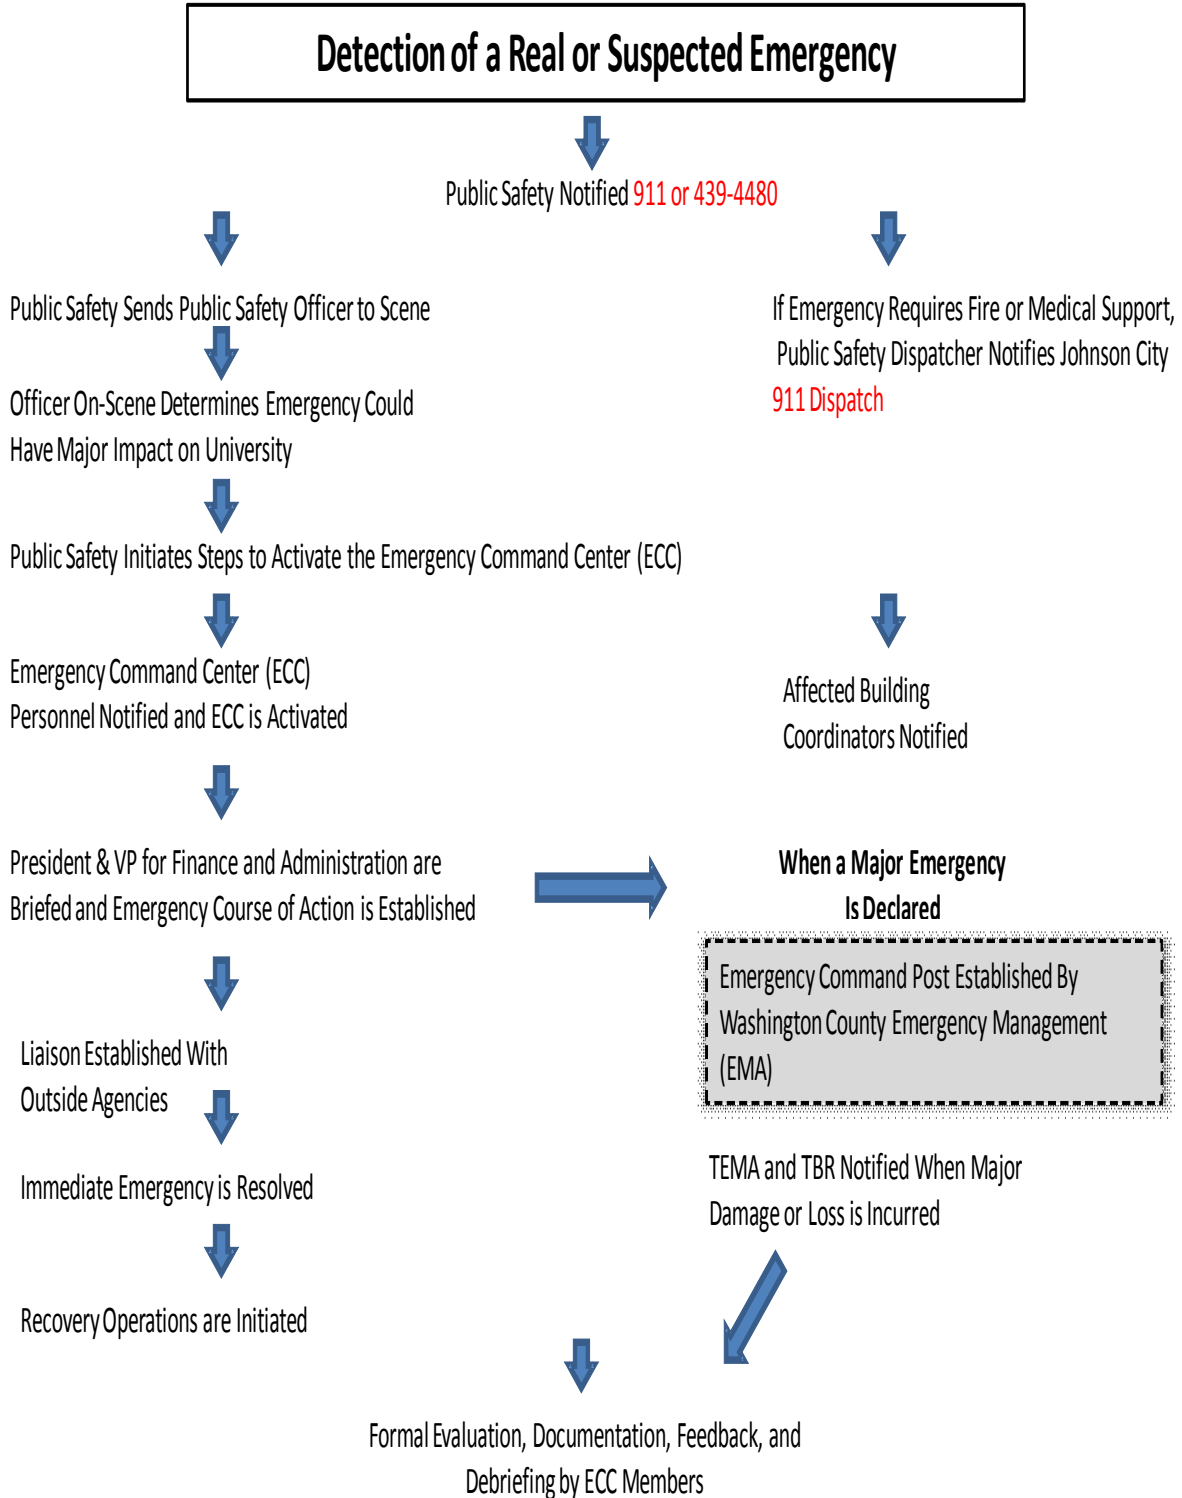 Detection of a Real or Suspected Emergency
Public Safety Notified 911 or 439-4480
Public Safety Sends Public Safety Officer to Scene
If Emergency Requires Fire or Medical Support,
Public Safety Dispatcher Notifies Johnson City
911 Dispatch
Officer On-Scene Determines Emergency Could
Have Major Impact on University
Public Safety Initiates Steps to Activate the Emergency Command Center (ECC)
Emergency Command Center (ECC)
Personnel Notified and ECC is Activated
Affected Building
Coordinators Notified
President & VP for Finance and Administration are
Briefed and Emergency Course of Action is Established
When a Major Emergency
Is Declared
Emergency Command Post Established By
Washington County Emergency Management
(EMA)
Liaison Established With
Outside Agencies
Immediate Emergency is Resolved
TEMA and TBR Notified When Major
Damage or Loss is Incurred
Recovery Operations are Initiated
Formal Evaluation, Documentation, Feedback, and
Debriefing by ECC Members